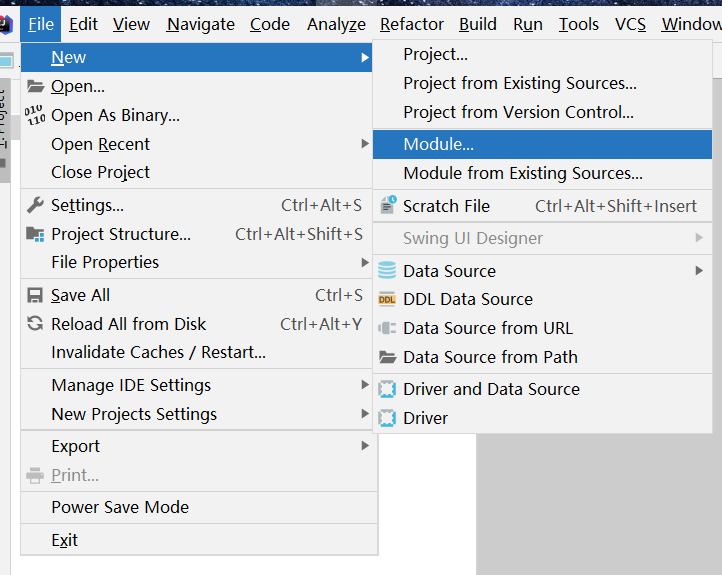 File Edit View Navigate Code Analyze Refactor Build Run Tools VCS Window
New
Open...
Open As Binary...
Open Recent
Close Project
Settings... Ctrl+Alt+S
Project Structure... Ctrl+Alt+Shift+S
File Properties
Save All Ctrl+S
Reload All from Disk Ctrl+Alt+Y
Invalidate Caches / Restart...
Manage IDE Settings
New Projects Settings
Export
Print...
Power Save Mode
Exit
Project...
Project from Existing Sources...
Project from Version Control...
Module...
Module from Existing Sources...
Scratch File Ctrl+Alt+Shift+Insert
Swing UI Designer
Data Source
DDL DDL Data Source
Data Source from URL
Data Source from Path
Driver and Data Source
Driver
Project